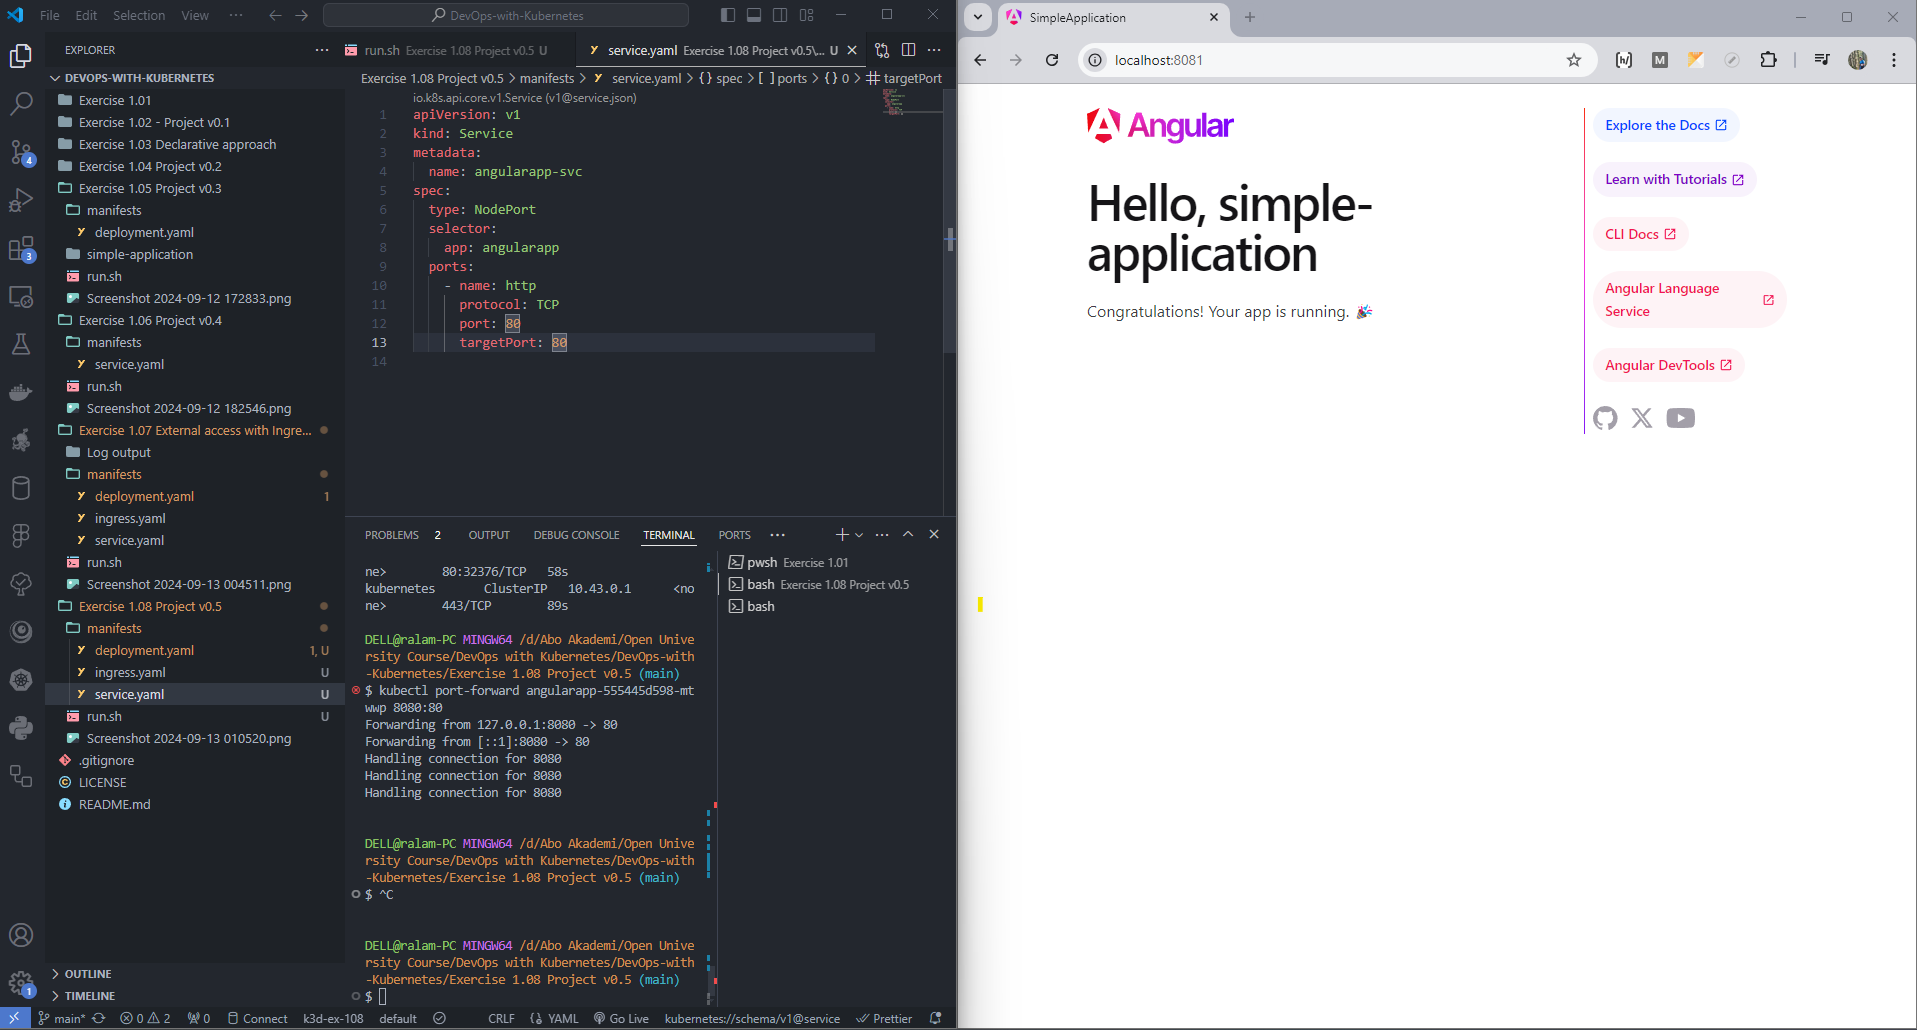 File Edit Selection View ··· DevOps-with-Kubernetes
EXPLORER ···
DEVOPS-WITH-KUBERNETES
Exercise 1.01
Exercise 1.02 - Project v0.1
Exercise 1.03 Declarative approach
Exercise 1.04 Project v0.2
Exercise 1.05 Project v0.3
manifests
deployment.yaml
simple-application
run.sh
Screenshot 2024-09-12 172833.png
Exercise 1.06 Project v0.4
manifests
service.yaml
run.sh
Screenshot 2024-09-12 182546.png
Exercise 1.07 External access with Ingre...
Log output
manifests
deployment.yaml 1
ingress.yaml
service.yaml
run.sh
Screenshot 2024-09-13 004511.png
Exercise 1.08 Project v0.5
manifests
deployment.yaml 1, U
ingress.yaml U
service.yaml U
run.sh U
Screenshot 2024-09-13 010520.png
.gitignore
LICENSE
README.md
OUTLINE
TIMELINE
4
3
1
run.sh Exercise 1.08 Project v0.5 U
service.yaml Exercise 1.08 Project v0.5\... U
Exercise 1.08 Project v0.5 > manifests > service.yaml > {} spec > [ ] ports > {} 0 > targetPort
io.k8s.api.core.v1.Service (v1@service.json)
1 apiVersion: v1
2 kind: Service
3 metadata:
4 name: angularapp-svc
5 spec:
6 type: NodePort
7 selector:
8 app: angularapp
9 ports:
10 - name: http
11 protocol: TCP
12 port: 80
13 targetPort: 80
14
PROBLEMS 2 OUTPUT DEBUG CONSOLE TERMINAL PORTS ···
ne> 80:32376/TCP 58s
kubernetes ClusterIP 10.43.0.1 <no
ne> 443/TCP 89s
DELL@ralam-PC MINGW64 /d/Abo Akademi/Open Unive
rsity Course/DevOps with Kubernetes/DevOps-with
-Kubernetes/Exercise 1.08 Project v0.5 (main)
$ kubectl port-forward angularapp-555445d598-mt
wwp 8080:80
Forwarding from 127.0.0.1:8080 -> 80
Forwarding from [::1]:8080 -> 80
Handling connection for 8080
Handling connection for 8080
Handling connection for 8080
DELL@ralam-PC MINGW64 /d/Abo Akademi/Open Unive
rsity Course/DevOps with Kubernetes/DevOps-with
-Kubernetes/Exercise 1.08 Project v0.5 (main)
$ ^C
DELL@ralam-PC MINGW64 /d/Abo Akademi/Open Unive
rsity Course/DevOps with Kubernetes/DevOps-with
-Kubernetes/Exercise 1.08 Project v0.5 (main)
$
pwsh Exercise 1.01
bash Exercise 1.08 Project v0.5
bash
main* 0 2 0 Connect k3d-ex-108 default CRLF {} YAML Go Live kubernetes://schema/v1@service Prettier
SimpleApplication
localhost:8081
[x] M
Angular
Hello, simple-
application
Congratulations! Your app is running. 🎉
Explore the Docs
Learn with Tutorials
CLI Docs
Angular Language
Service
Angular DevTools